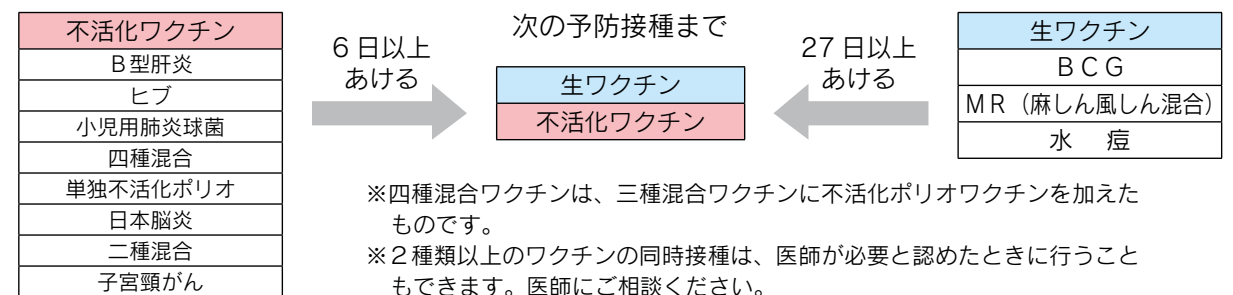 不活化ワクチン
B型肝炎
ヒブ
小児用肺炎球菌
四種混合
単独不活化ポリオ
日本脳炎
二種混合
子宮頸がん
6日以上
あける
次の予防接種まで
生ワクチン
不活化ワクチン
27日以上
あける
生ワクチン
BCG
MR（麻しん風しん混合）
水　痘
※四種混合ワクチンは、三種混合ワクチンに不活化ポリオワクチンを加えた
ものです。
※２種類以上のワクチンの同時接種は、医師が必要と認めたときに行うこと
もできます。医師にご相談ください。